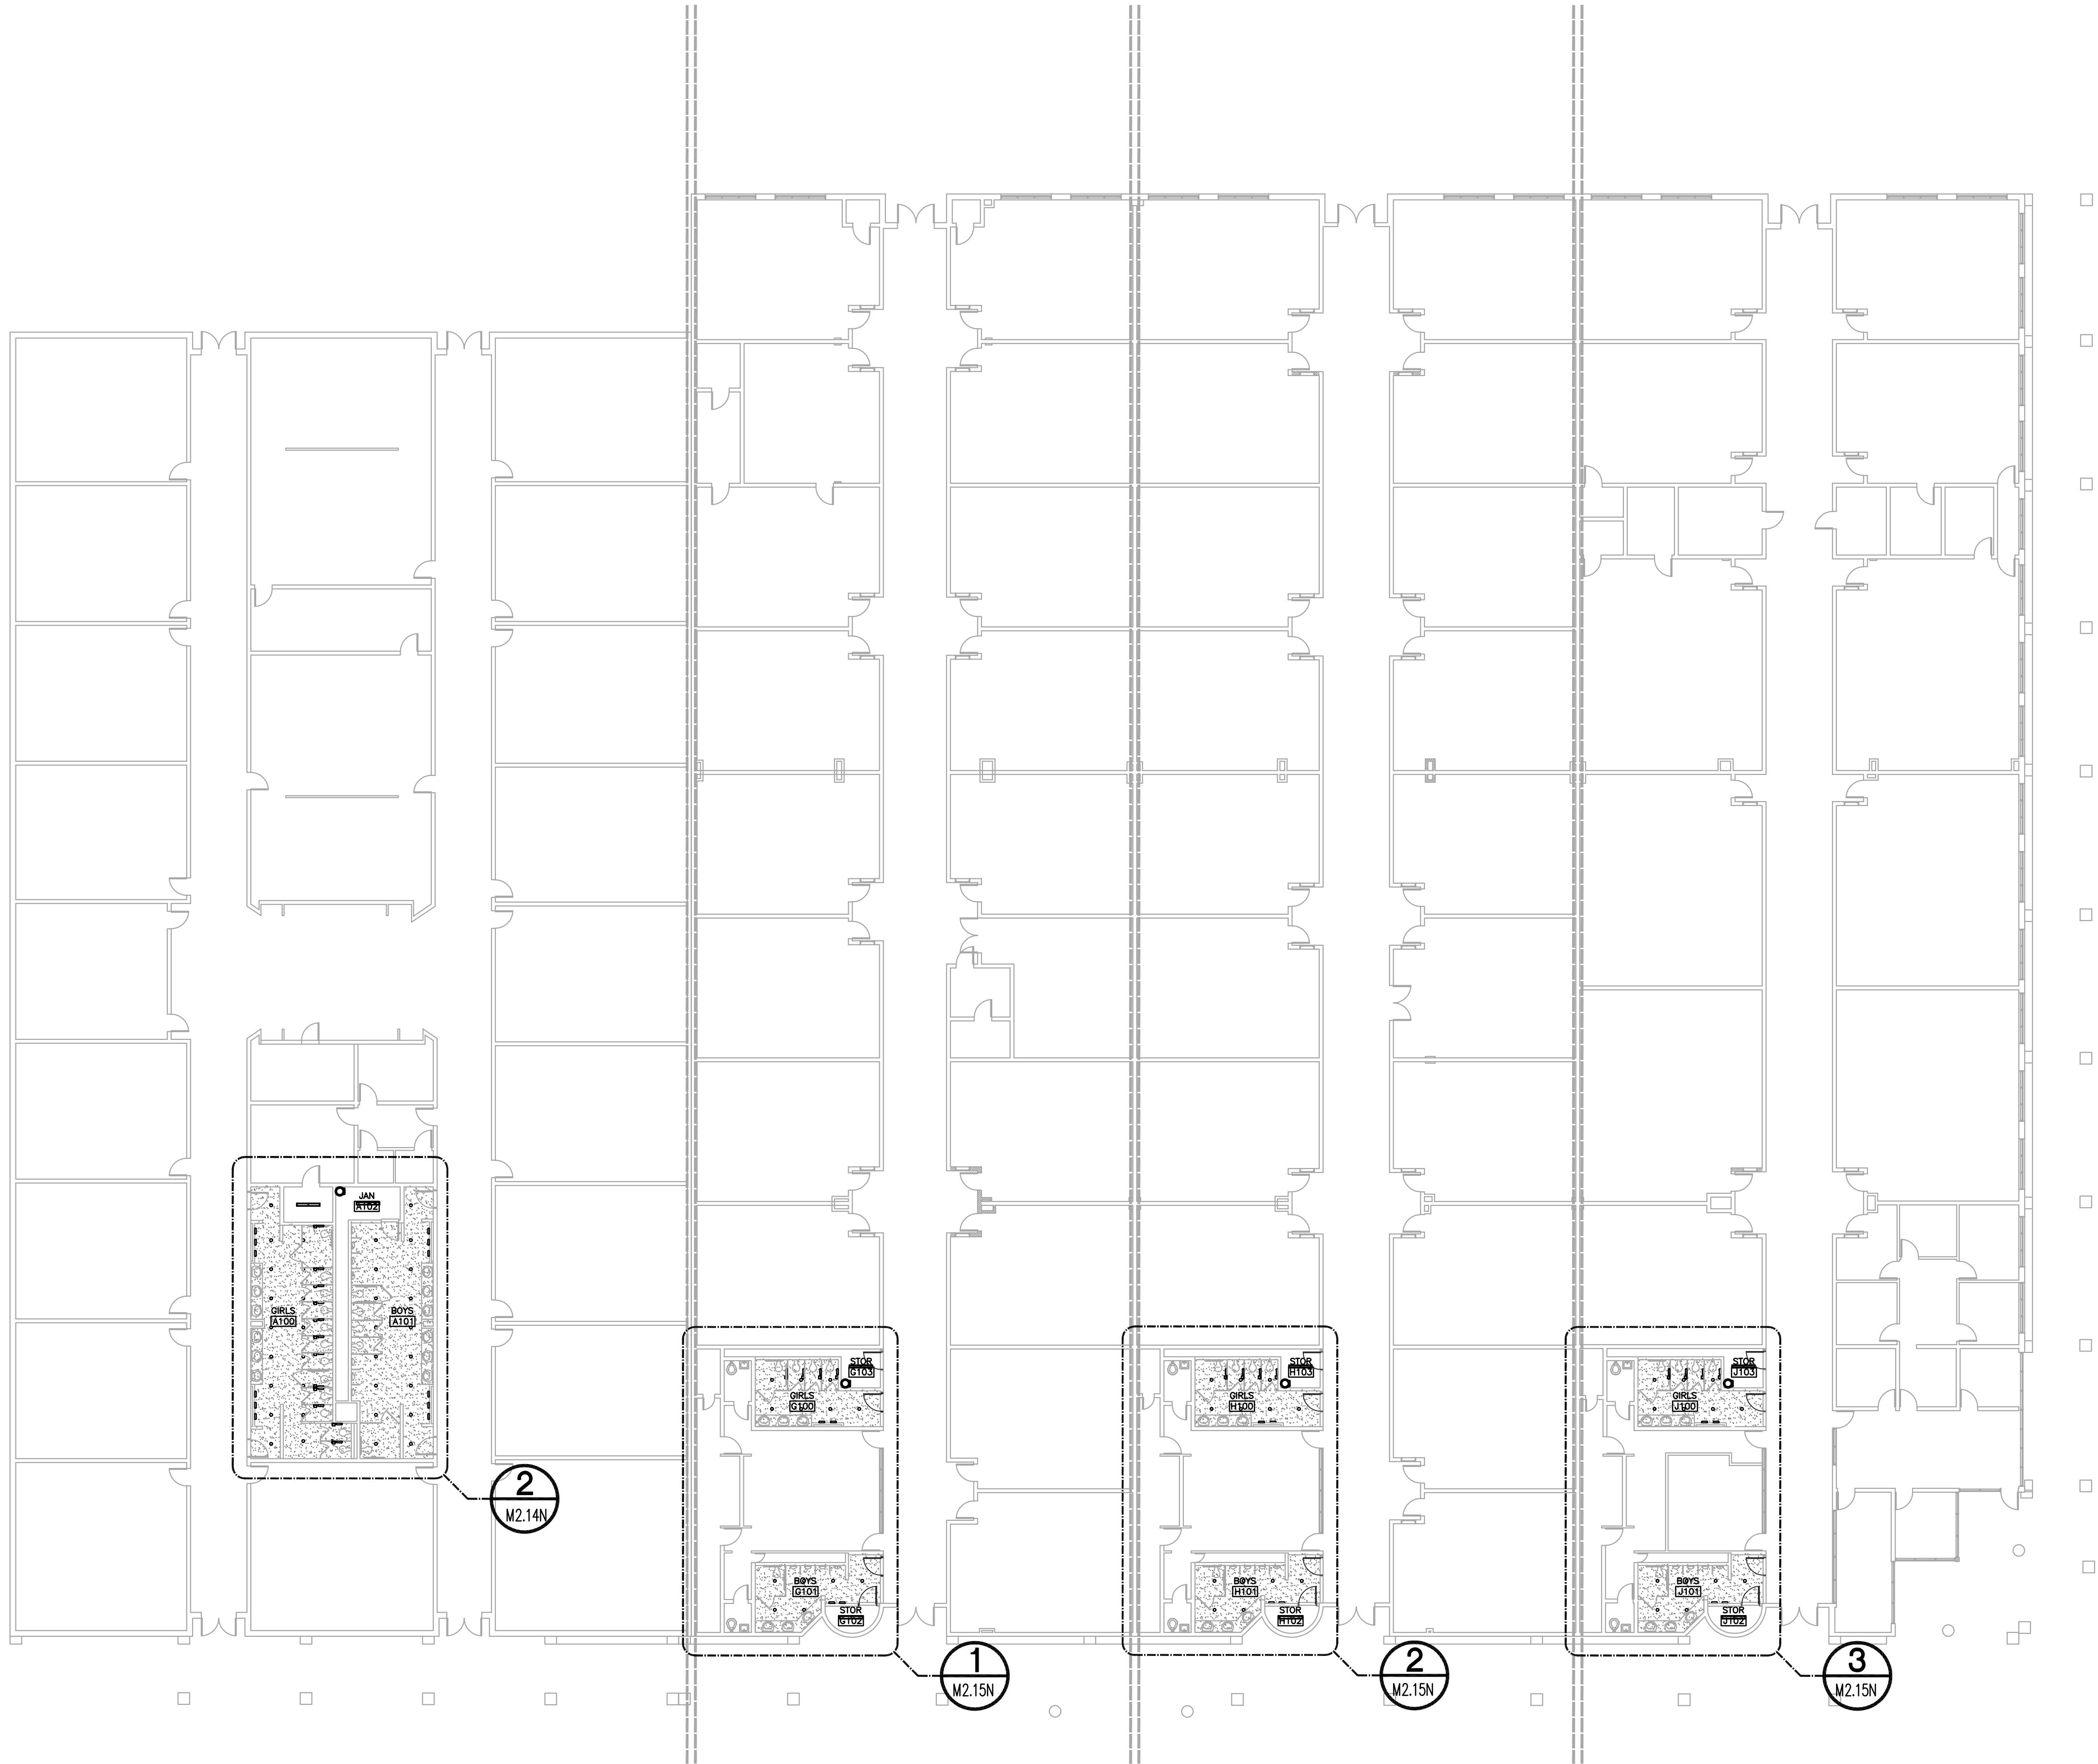 JAN
A102
GIRLS
A100
BOYS
A101
2
M2.14N
STOR
G103
GIRLS
G100
BOYS
G101
STOR
G102
1
M2.15N
STOR
H103
GIRLS
H100
BOYS
H101
STOR
H102
2
M2.15N
STOR
J103
GIRLS
J100
BOYS
J101
STOR
J102
3
M2.15N